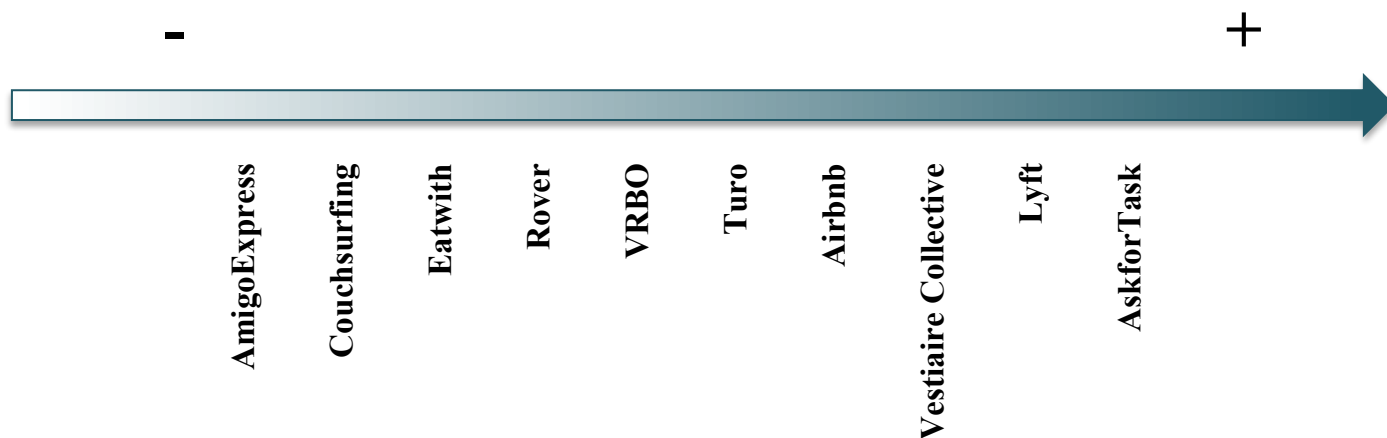 -
+
AmigoExpress
Couchsurfing
Eatwith
Rover
VRBO
Turo
Airbnb
Vestiaire Collective
Lyft
AskforTask